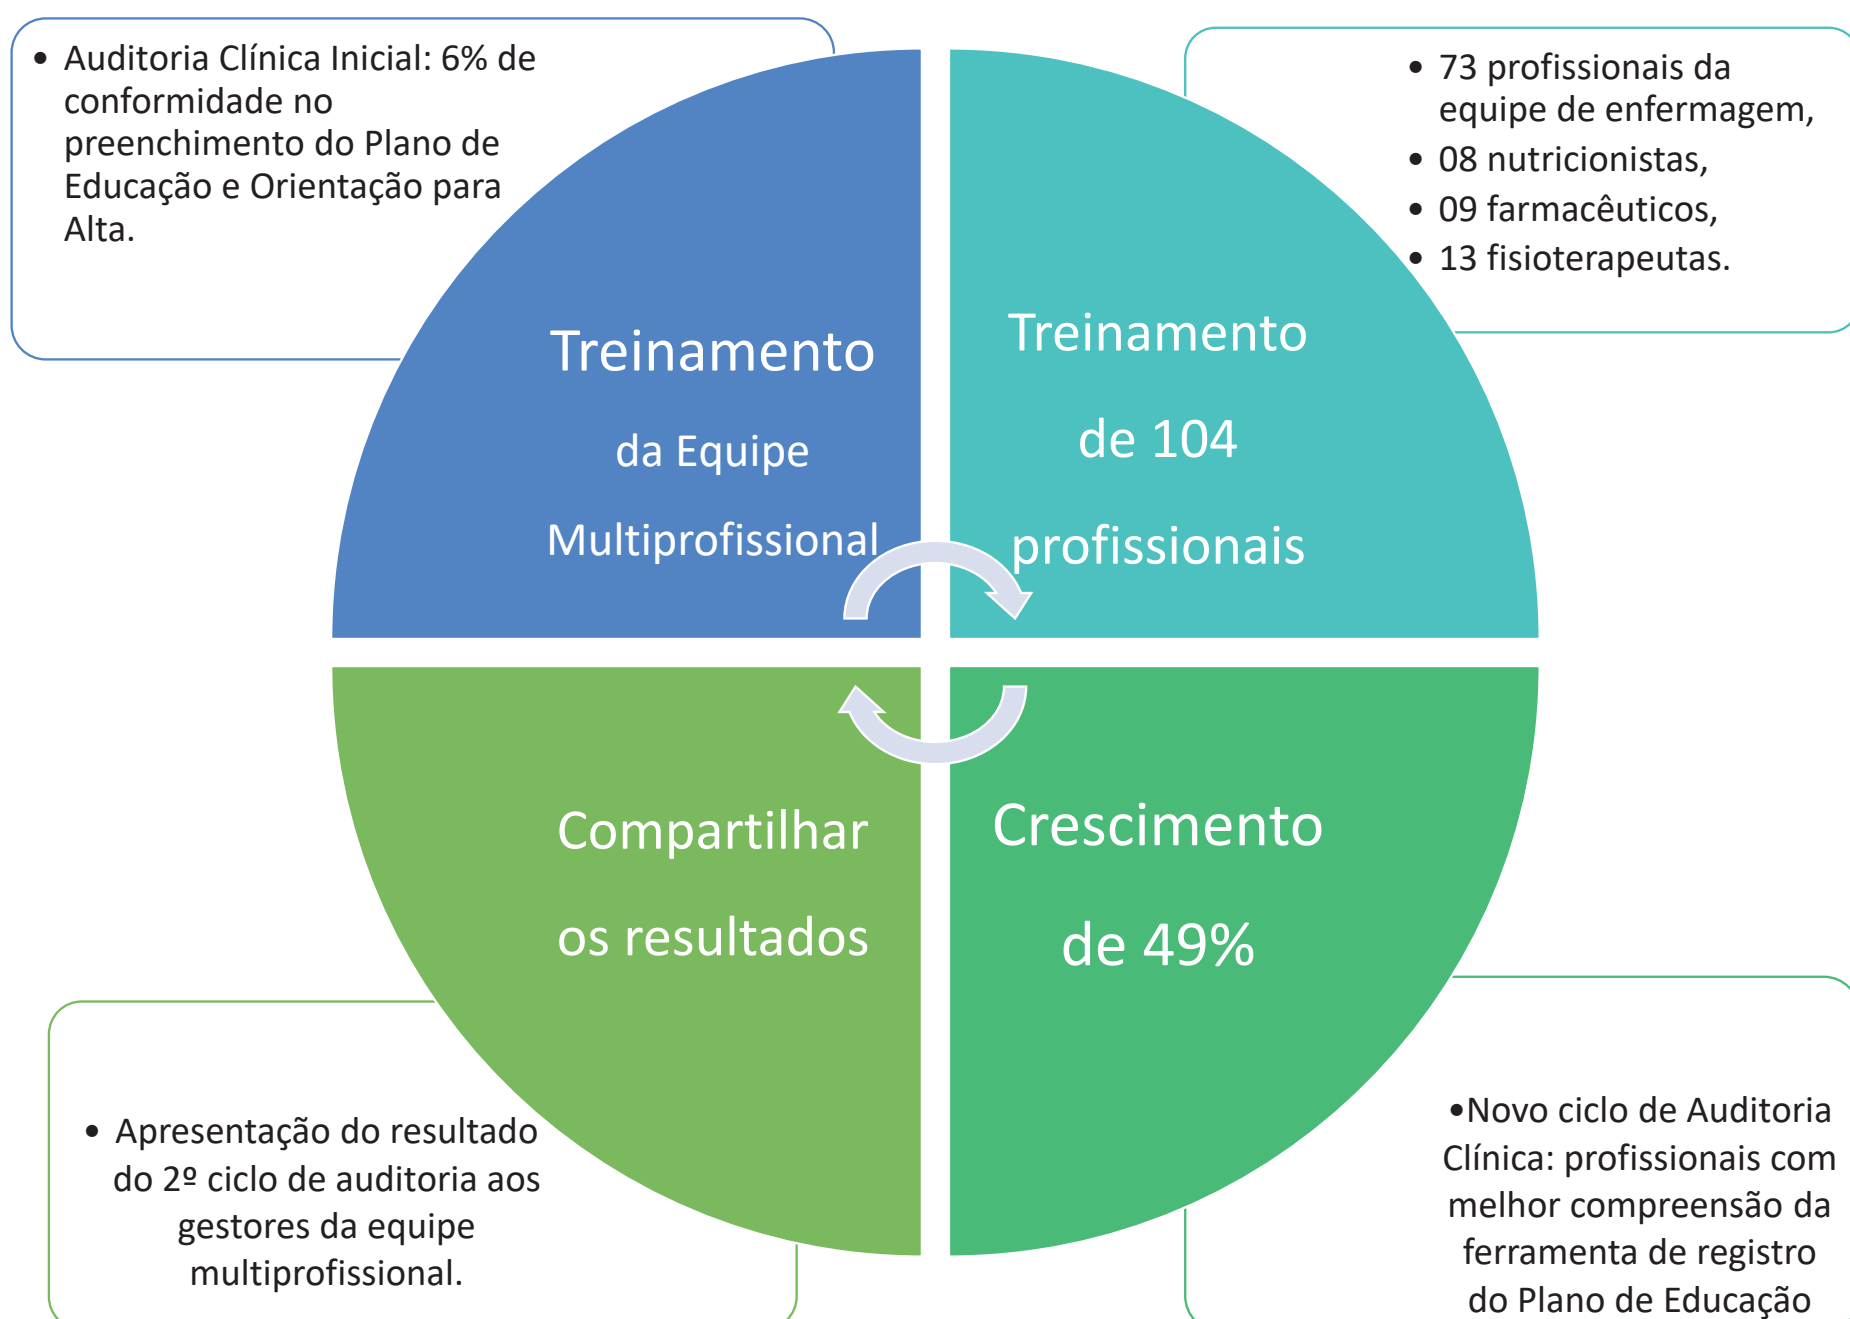 • Auditoria Clínica Inicial: 6% de
conformidade no
preenchimento do Plano de
Educação e Orientação para
Alta.
• 73 profissionais da
equipe de enfermagem,
• 08 nutricionistas,
• 09 farmacêuticos,
• 13 fisioterapeutas.
Treinamento
da Equipe
Multiprofissional
Treinamento
de 104
profissionais
Compartilhar
os resultados
Crescimento
de 49%
• Apresentação do resultado
do 2º ciclo de auditoria aos
gestores da equipe
multiprofissional.
•Novo ciclo de Auditoria
Clínica: profissionais com
melhor compreensão da
ferramenta de registro
do Plano de Educação